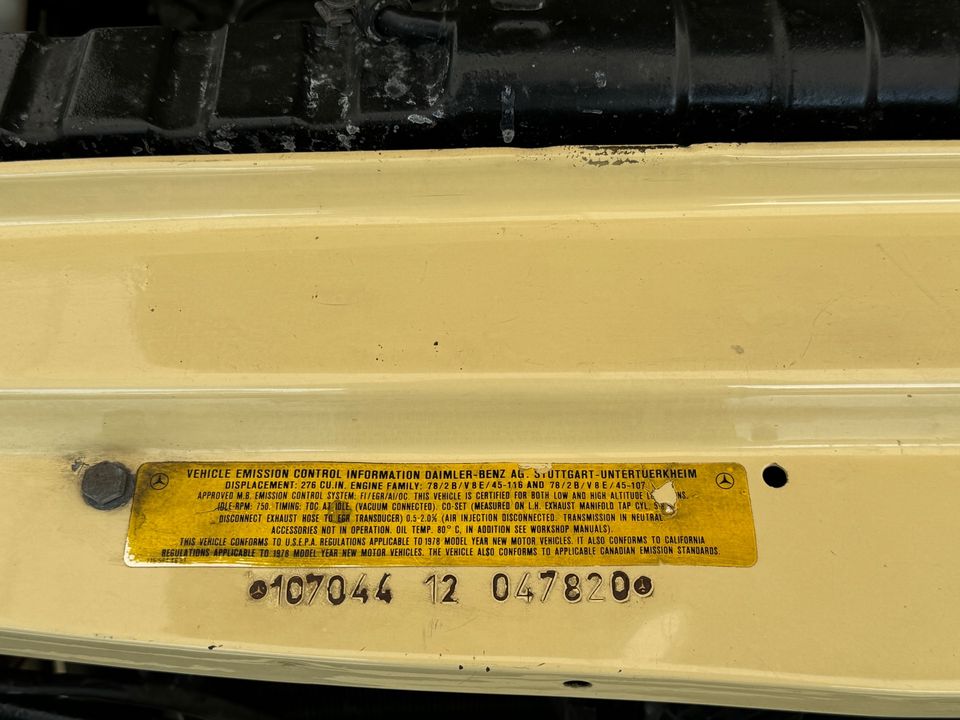 VEHICLE EMISSION CONTROL INFORMATION DAIMLER-BENZ AG. STUTTGART-UNTERTUERKHEIM
DISPLACEMENT: 276 CU.IN. ENGINE FAMILY: 78/2B/V8E/45-116 AND 78/2B/V8E/45-107
APPROVED M.B. EMISSION CONTROL SYSTEM: FI/EGR/AI/OC. THIS VEHICLE IS CERTIFIED FOR BOTH LOW AND HIGH ALTITUDE
IDLE-RPM: 750. TIMING: TDC AT IDLE, (VACUUM CONNECTED). CO-SET (MEASURED ON L.H. EXHAUST MANIFOLD TAP CYL. 5
DISCONNECT EXHAUST HOSE TO EGR TRANSDUCER) 0.5-2.0% (AIR INJECTION DISCONNECTED. TRANSMISSION IN NEUTRAL
ACCESSORIES NOT IN OPERATION. OIL TEMP. 80° C, IN ADDITION SEE WORKSHOP MANUALS).
THIS VEHICLE CONFORMS TO U.S.E.P.A. REGULATIONS APPLICABLE TO 1978 MODEL YEAR NEW MOTOR VEHICLES. IT ALSO CONFORMS TO CALIFORNIA
REGULATIONS APPLICABLE TO 1978 MODEL YEAR NEW MOTOR VEHICLES. THE VEHICLE ALSO CONFORMS TO APPLICABLE CANADIAN EMISSION STANDARDS.
107044 12 047820